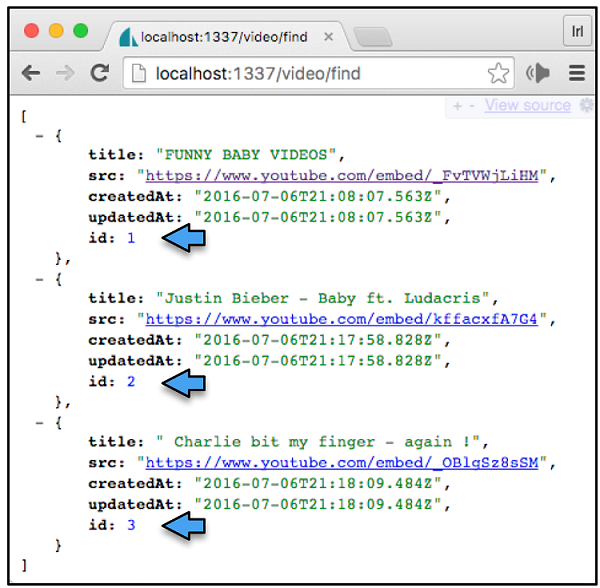 localhost:1337/video/find
Irl
localhost:1337/video/find
+ - View source
[
- {
title: "FUNNY BABY VIDEOS",
src: "https://www.youtube.com/embed/_FvTVWjLiHM",
createdAt: "2016-07-06T21:08:07.563Z",
updatedAt: "2016-07-06T21:08:07.563Z",
id: 1
},
- {
title: "Justin Bieber - Baby ft. Ludacris",
src: "https://www.youtube.com/embed/kffacxfA7G4",
createdAt: "2016-07-06T21:17:58.828Z",
updatedAt: "2016-07-06T21:17:58.828Z",
id: 2
},
- {
title: " Charlie bit my finger - again !",
src: "https://www.youtube.com/embed/_OBlgSz8sSM",
createdAt: "2016-07-06T21:18:09.484Z",
updatedAt: "2016-07-06T21:18:09.484Z",
id: 3
}
]